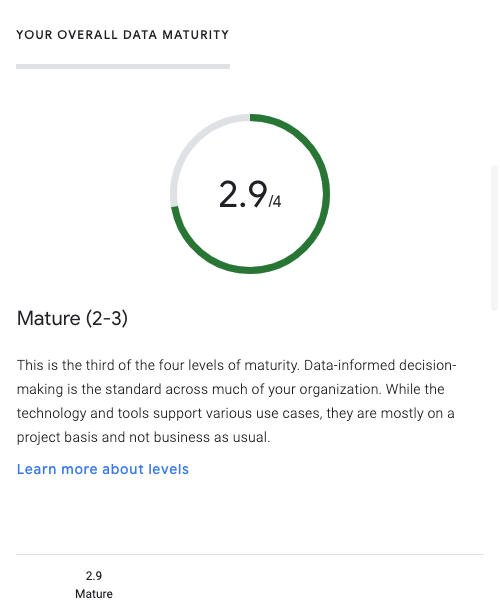 YOUR OVERALL DATA MATURITY
2.9/4
Mature (2-3)
This is the third of the four levels of maturity. Data-informed decision-
making is the standard across much of your organization. While the
technology and tools support various use cases, they are mostly on a
project basis and not business as usual.
Learn more about levels
2.9
Mature